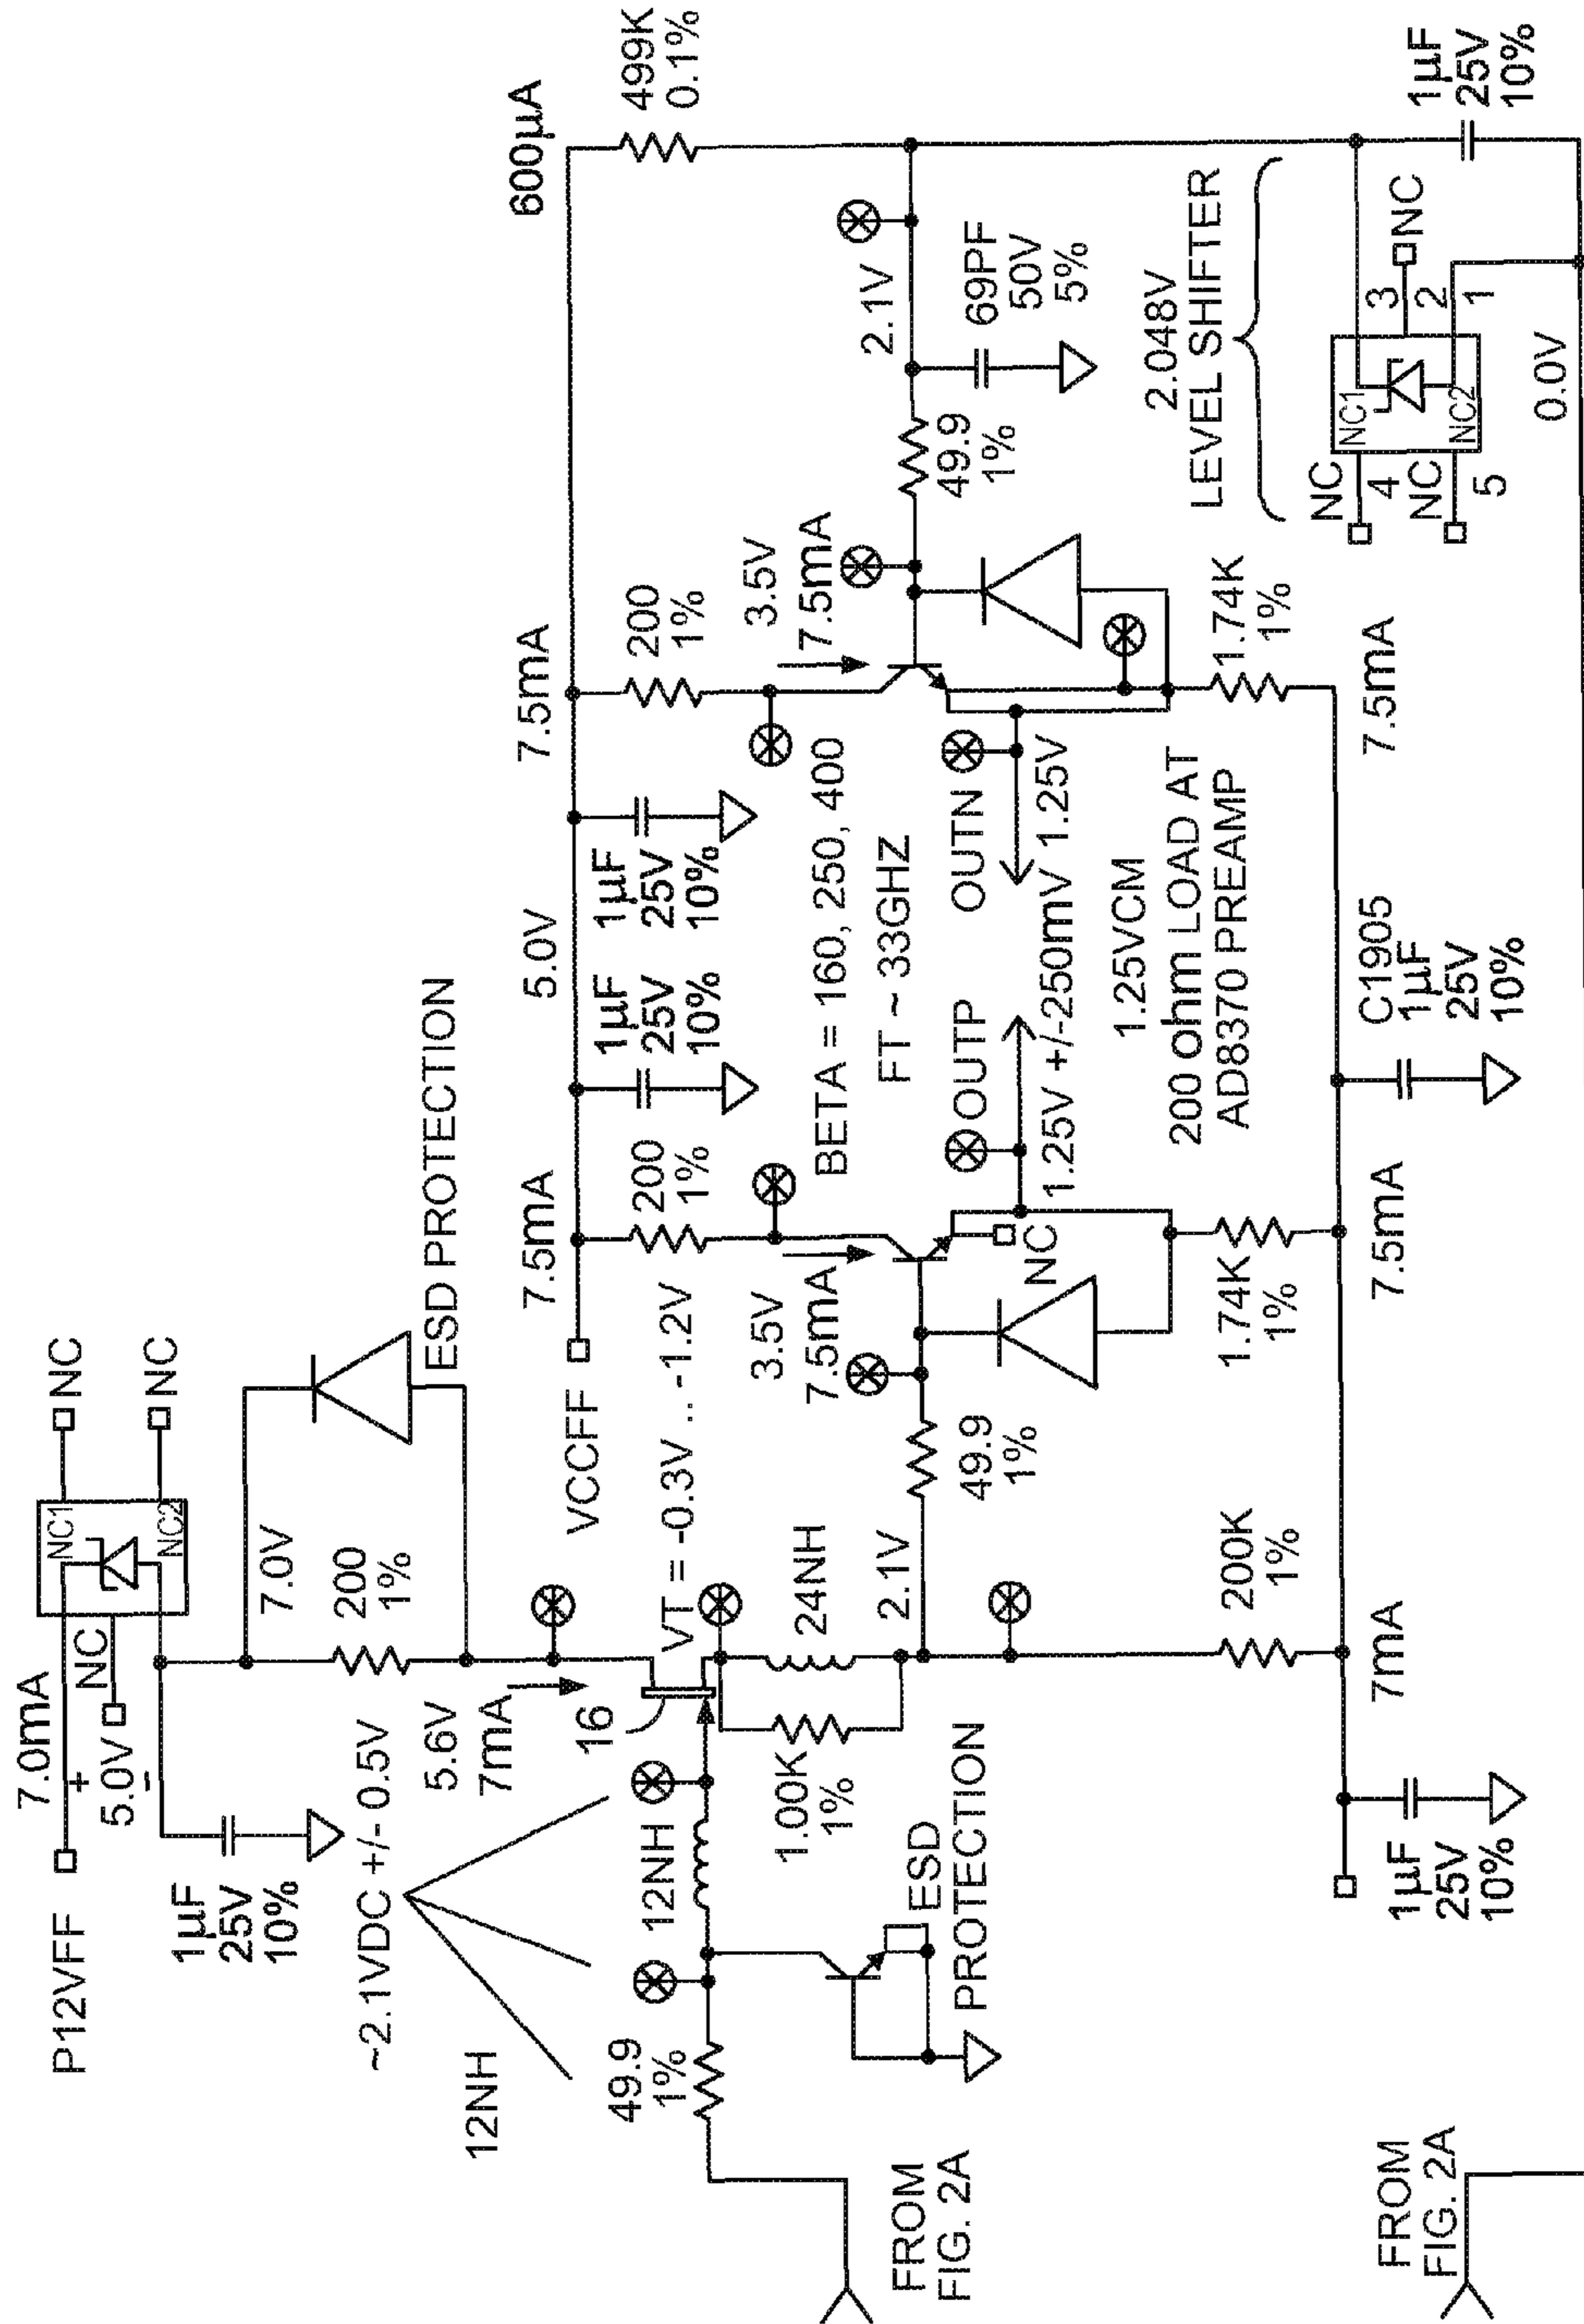 P12VFF
7.0mA
+
5.0V
-
NC
NC1
NC2
NC
NC
1µF
25V
10%
7.0V
200
1%
ESD PROTECTION
~2.1VDC +/- 0.5V
12NH
5.6V
7mA
16
VT = -0.3V .. -1.2V
49.9
1%
12NH
1.00K
1%
24NH
ESD
PROTECTION
FROM
FIG. 2A
2.1V
49.9
1%
200K
1%
7mA
1µF
25V
10%
VCCFF
7.5mA
200
1%
3.5V
7.5mA
NC
1.74K
1%
7.5mA
1µF
25V
10%
5.0V
1µF
25V
10%
BETA = 160, 250, 400
FT ~ 33GHZ
OUTP
OUTN
1.25V +/-250mV
1.25V
1.25VCM
200 ohm LOAD AT
AD8370 PREAMP
C1905
1µF
25V
10%
7.5mA
200
1%
3.5V
7.5mA
49.9
1%
1.74K
1%
7.5mA
600µA
499K
0.1%
2.1V
69PF
50V
5%
2.048V
LEVEL SHIFTER
NC
4
NC
5
NC1
NC2
3
2
1
NC
0.0V
1µF
25V
10%
FROM
FIG. 2A